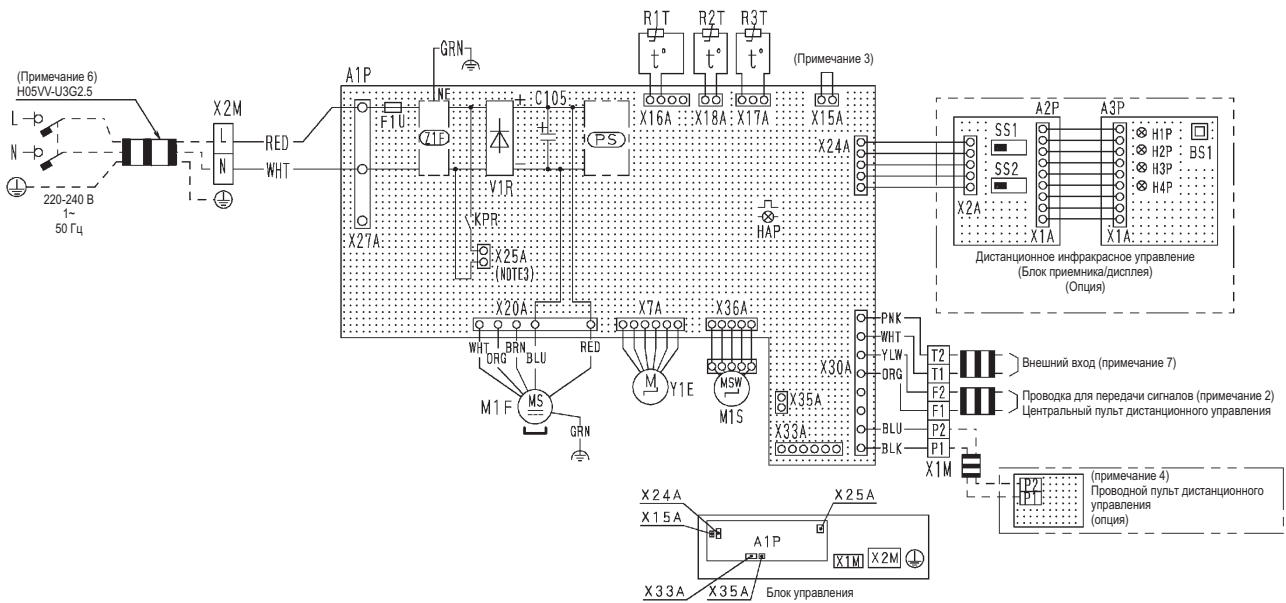 R1T
R2T
R3T
t°
t°
t°
(Примечание 3)
GRN
(Примечание 6)
H05VV-U3G2.5
A1P
X2M
F1U
Z1F
C105
V1R
PS
X16A
X18A
X17A
X15A
L
N
L
N
RED
WHT
220-240 В
1~
50 Гц
X27A
KPR
X25A
(NOTE3)
HAP
X24A
A2P
A3P
SS1
SS2
H1P
H2P
H3P
H4P
BS1
X2A
X1A
X1A
Дистанционное инфракрасное управление
(Блок приемника/дисплея)
(Опция)
X20A
X7A
X36A
WHT
ORG
BRN
BLU
RED
MS
M1F
GRN
M
Y1E
MSW
M1S
X35A
X33A
X30A
PNK
WHT
YLW
ORG
BLU
BLK
T2
T1
F2
F1
P2
P1
X1M
Внешний вход (примечание 7)
Проводка для передачи сигналов (примечание 2)
Центральный пульт дистанционного управления
P2
P1
(примечание 4)
Проводной пульт дистанционного
управления
(опция)
X24A
X15A
X25A
A1P
X1M
X2M
X33A
X35A
Блок управления